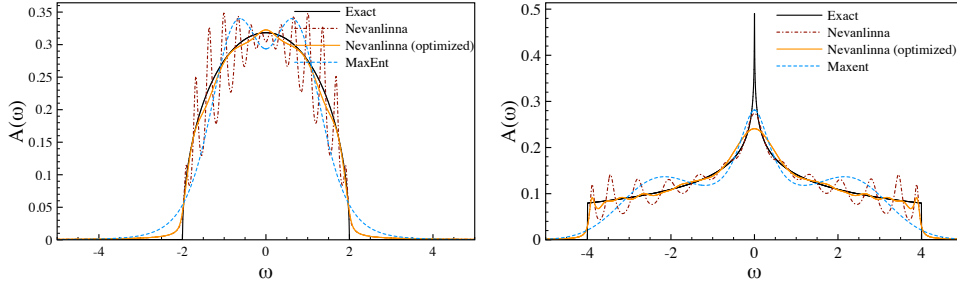 Exact
Nevanlinna
Nevanlinna (optimized)
MaxEnt
A(ω)
0.35
0.3
0.25
0.2
0.15
0.1
0.05
0
-4
-2
0
2
4
ω
Exact
Nevanlinna
Nevanlinna (optimized)
Maxent
A(ω)
0.5
0.4
0.3
0.2
0.1
0
-4
-2
0
2
4
ω